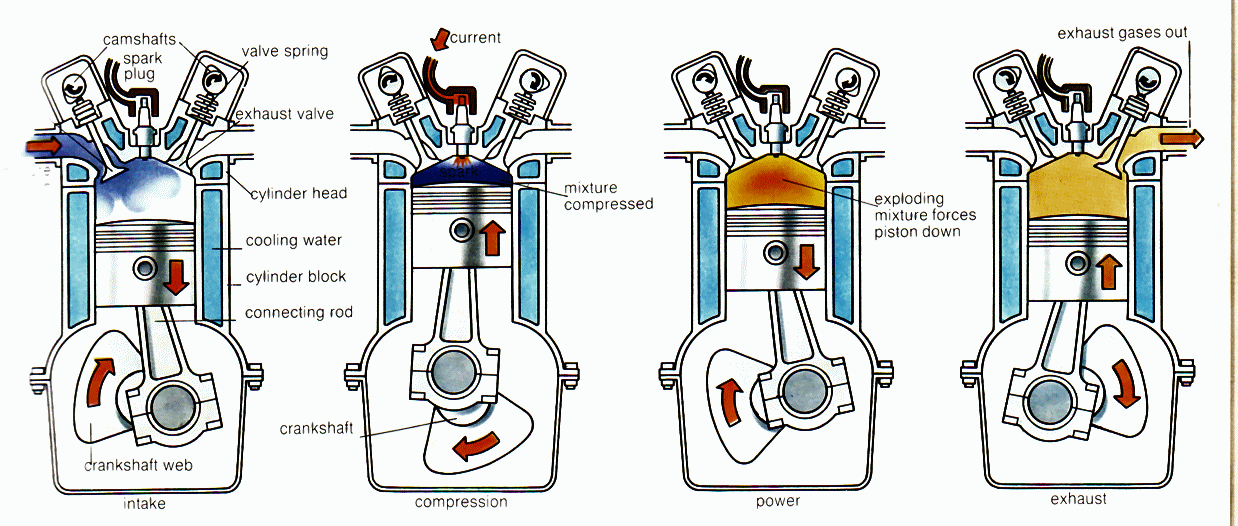 camshafts
spark
plug
valve spring
exhaust valve
cylinder head
cooling water
cylinder block
connecting rod
crankshaft web
intake
current
spark
mixture
compressed
crankshaft
compression
exploding
mixture forces
piston down
power
exhaust gases out
exhaust